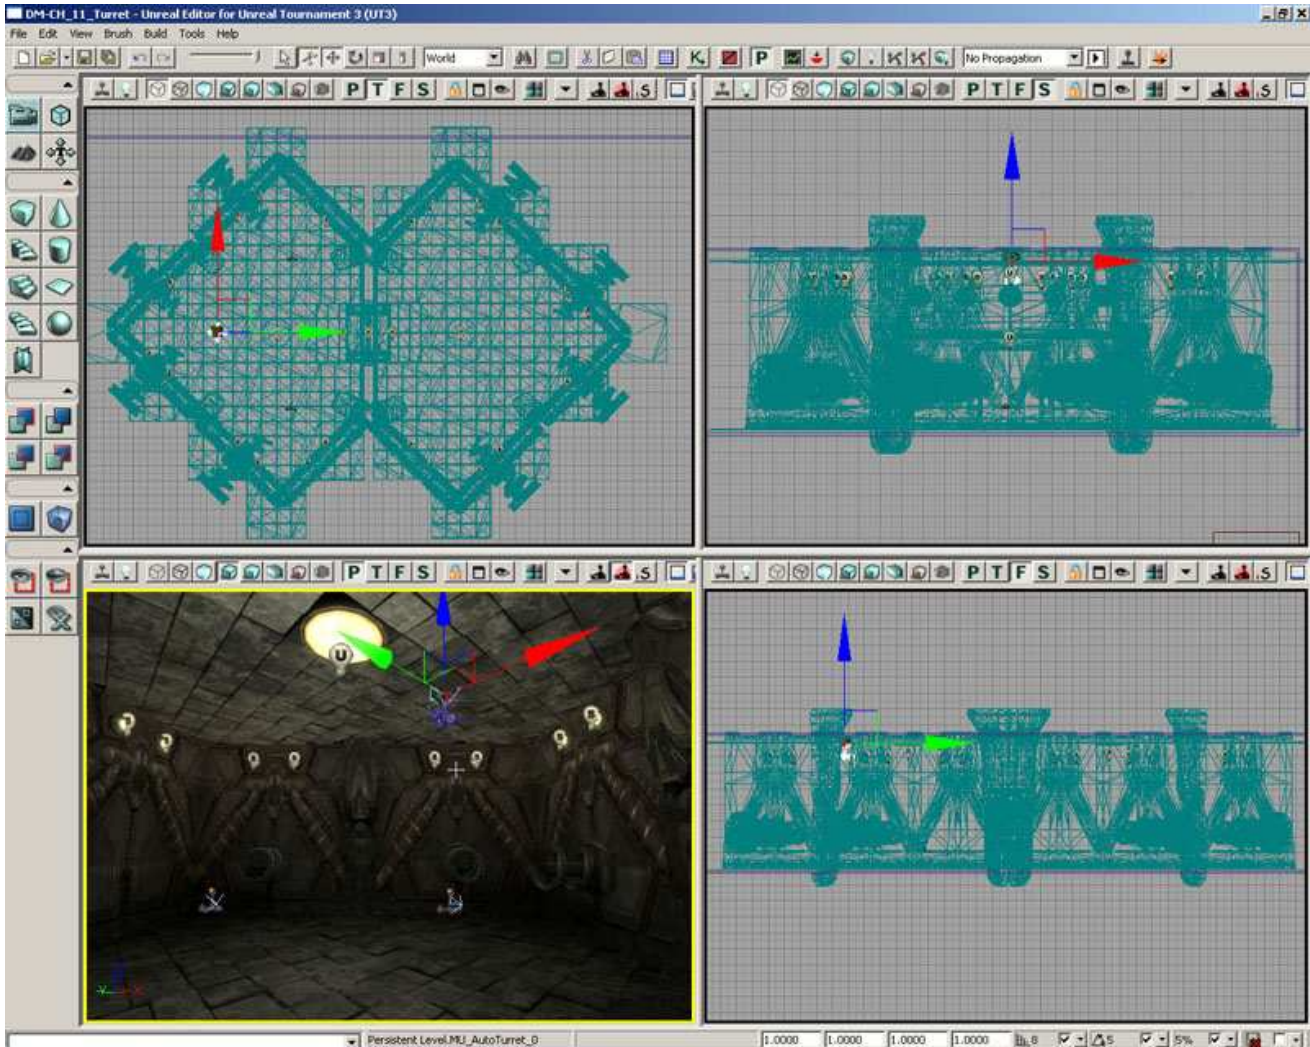 DM-CH_11_Turret - Unreal Editor for Unreal Tournament 3 (UT3)
File Edit View Brush Build Tools Help
World
P
No Propagation
P T F S
P T F S
P T F S
P T F S
U
Persistent Level.MU_AutoTurret_0
1.0000 1.0000 1.0000 1.0000 8 5 5%